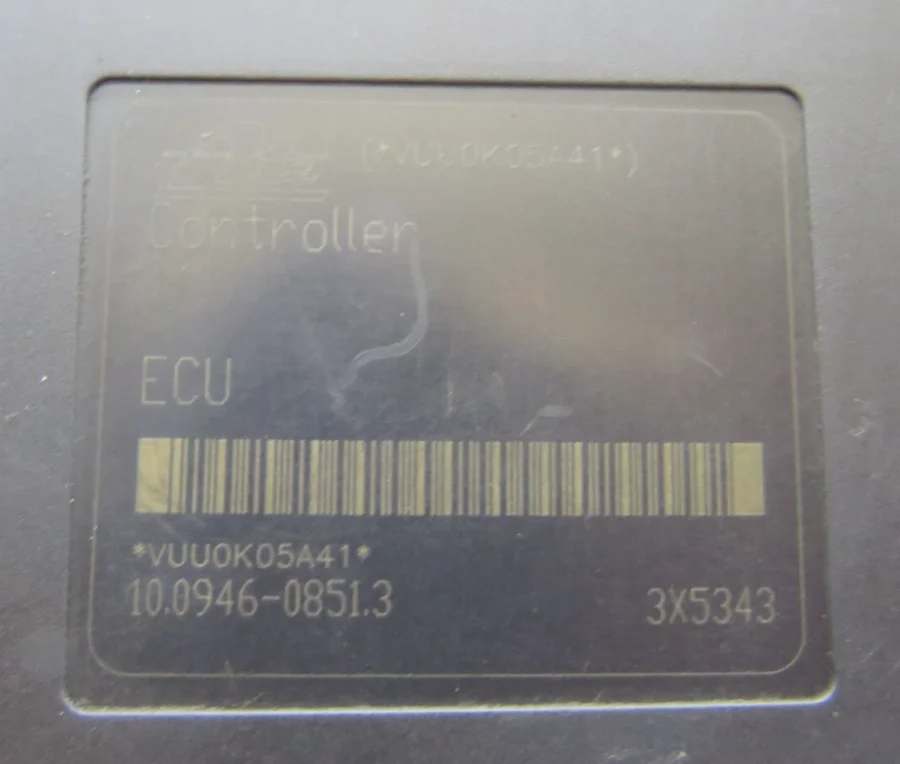 (*VUU0K05A41*)
Controller
ECU
*VUU0K05A41*
10.0946-0851.3
3X5343